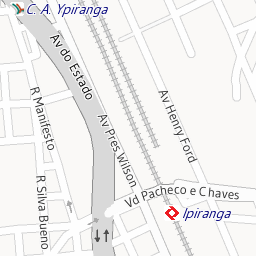 C. A. Ypiranga
Av do Estado
R Manifesto
Av Henry Ford
Av Pres Wilson
R Silva Bueno
Vd Pacheco e Chaves
Ipiranga